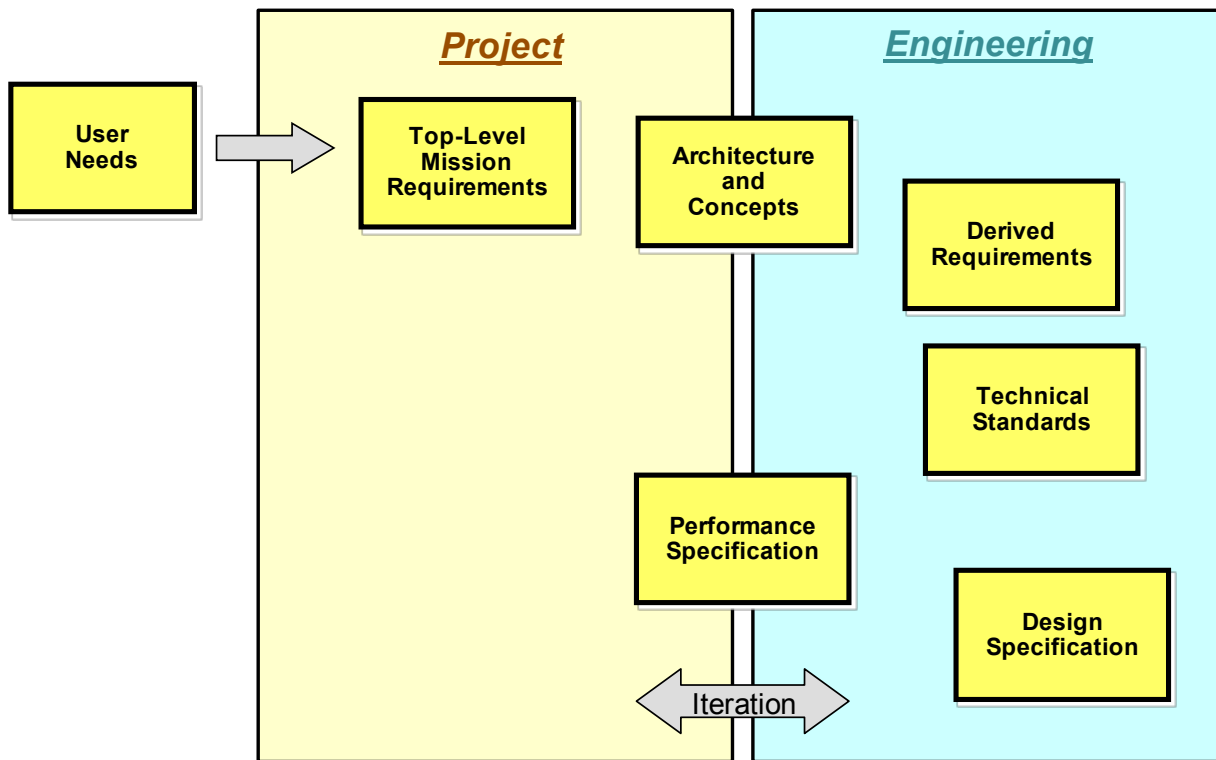 Project
Engineering
User
Needs
Top-Level
Mission
Requirements
Architecture
and
Concepts
Derived
Requirements
Technical
Standards
Performance
Specification
Design
Specification
Iteration